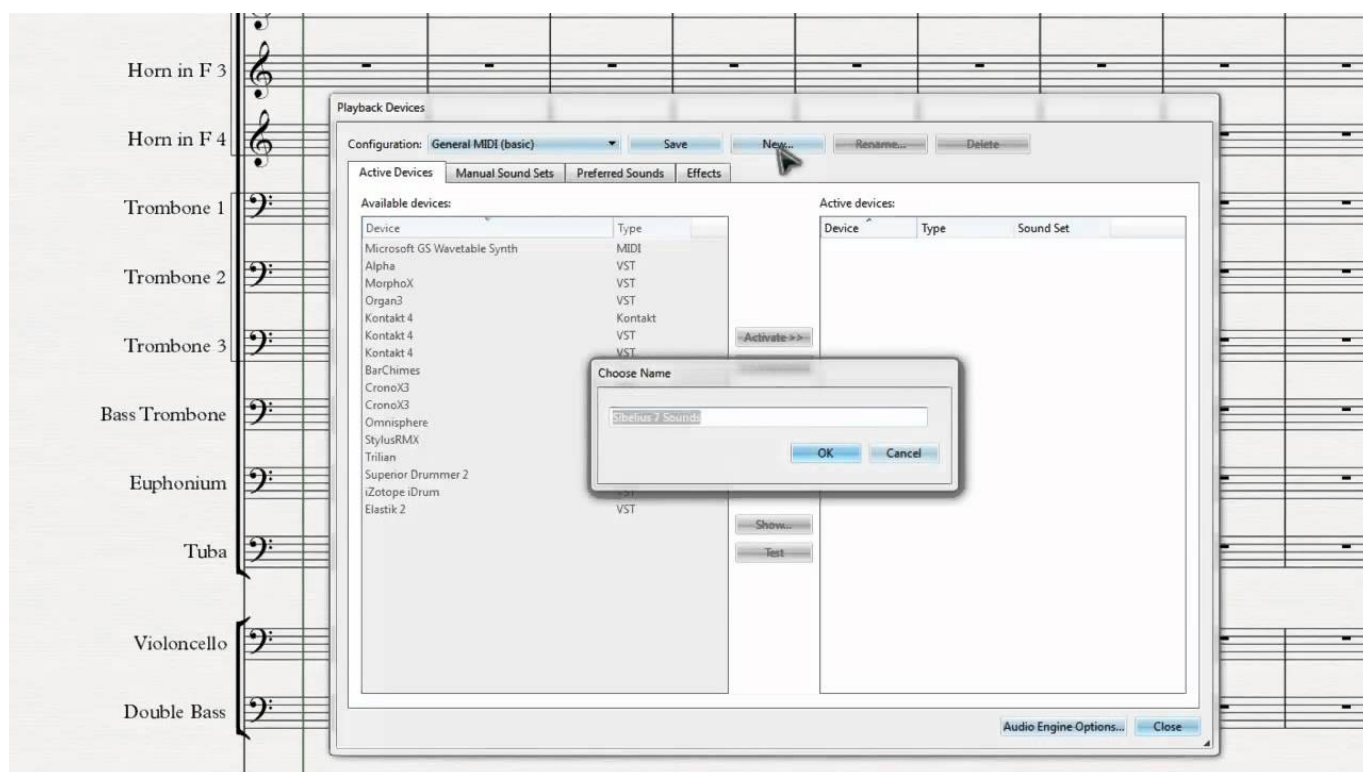 Horn in F 3
Horn in F 4
Trombone 1
Trombone 2
Trombone 3
Bass Trombone
Euphonium
Tuba
Violoncello
Double Bass
Playback Devices
Configuration: General MIDI (basic) Save New... Rename... Delete
Active Devices Manual Sound Sets Preferred Sounds Effects
Available devices:
Device Type
Microsoft GS Wavetable Synth MIDI
Alpha VST
MorphoX VST
Organ3 VST
Kontakt 4 Kontakt
Kontakt 4 VST
Kontakt 4 VST
BarChimes
CronoX3
CronoX3
Omnisphere
StylusRMX
Trilian
Superior Drummer 2
iZotope iDrum VST
Elastik 2 VST
Activate >>
Show...
Test
Active devices:
Device Type Sound Set
Choose Name
Sibelius 7 Sounds
OK Cancel
Audio Engine Options... Close